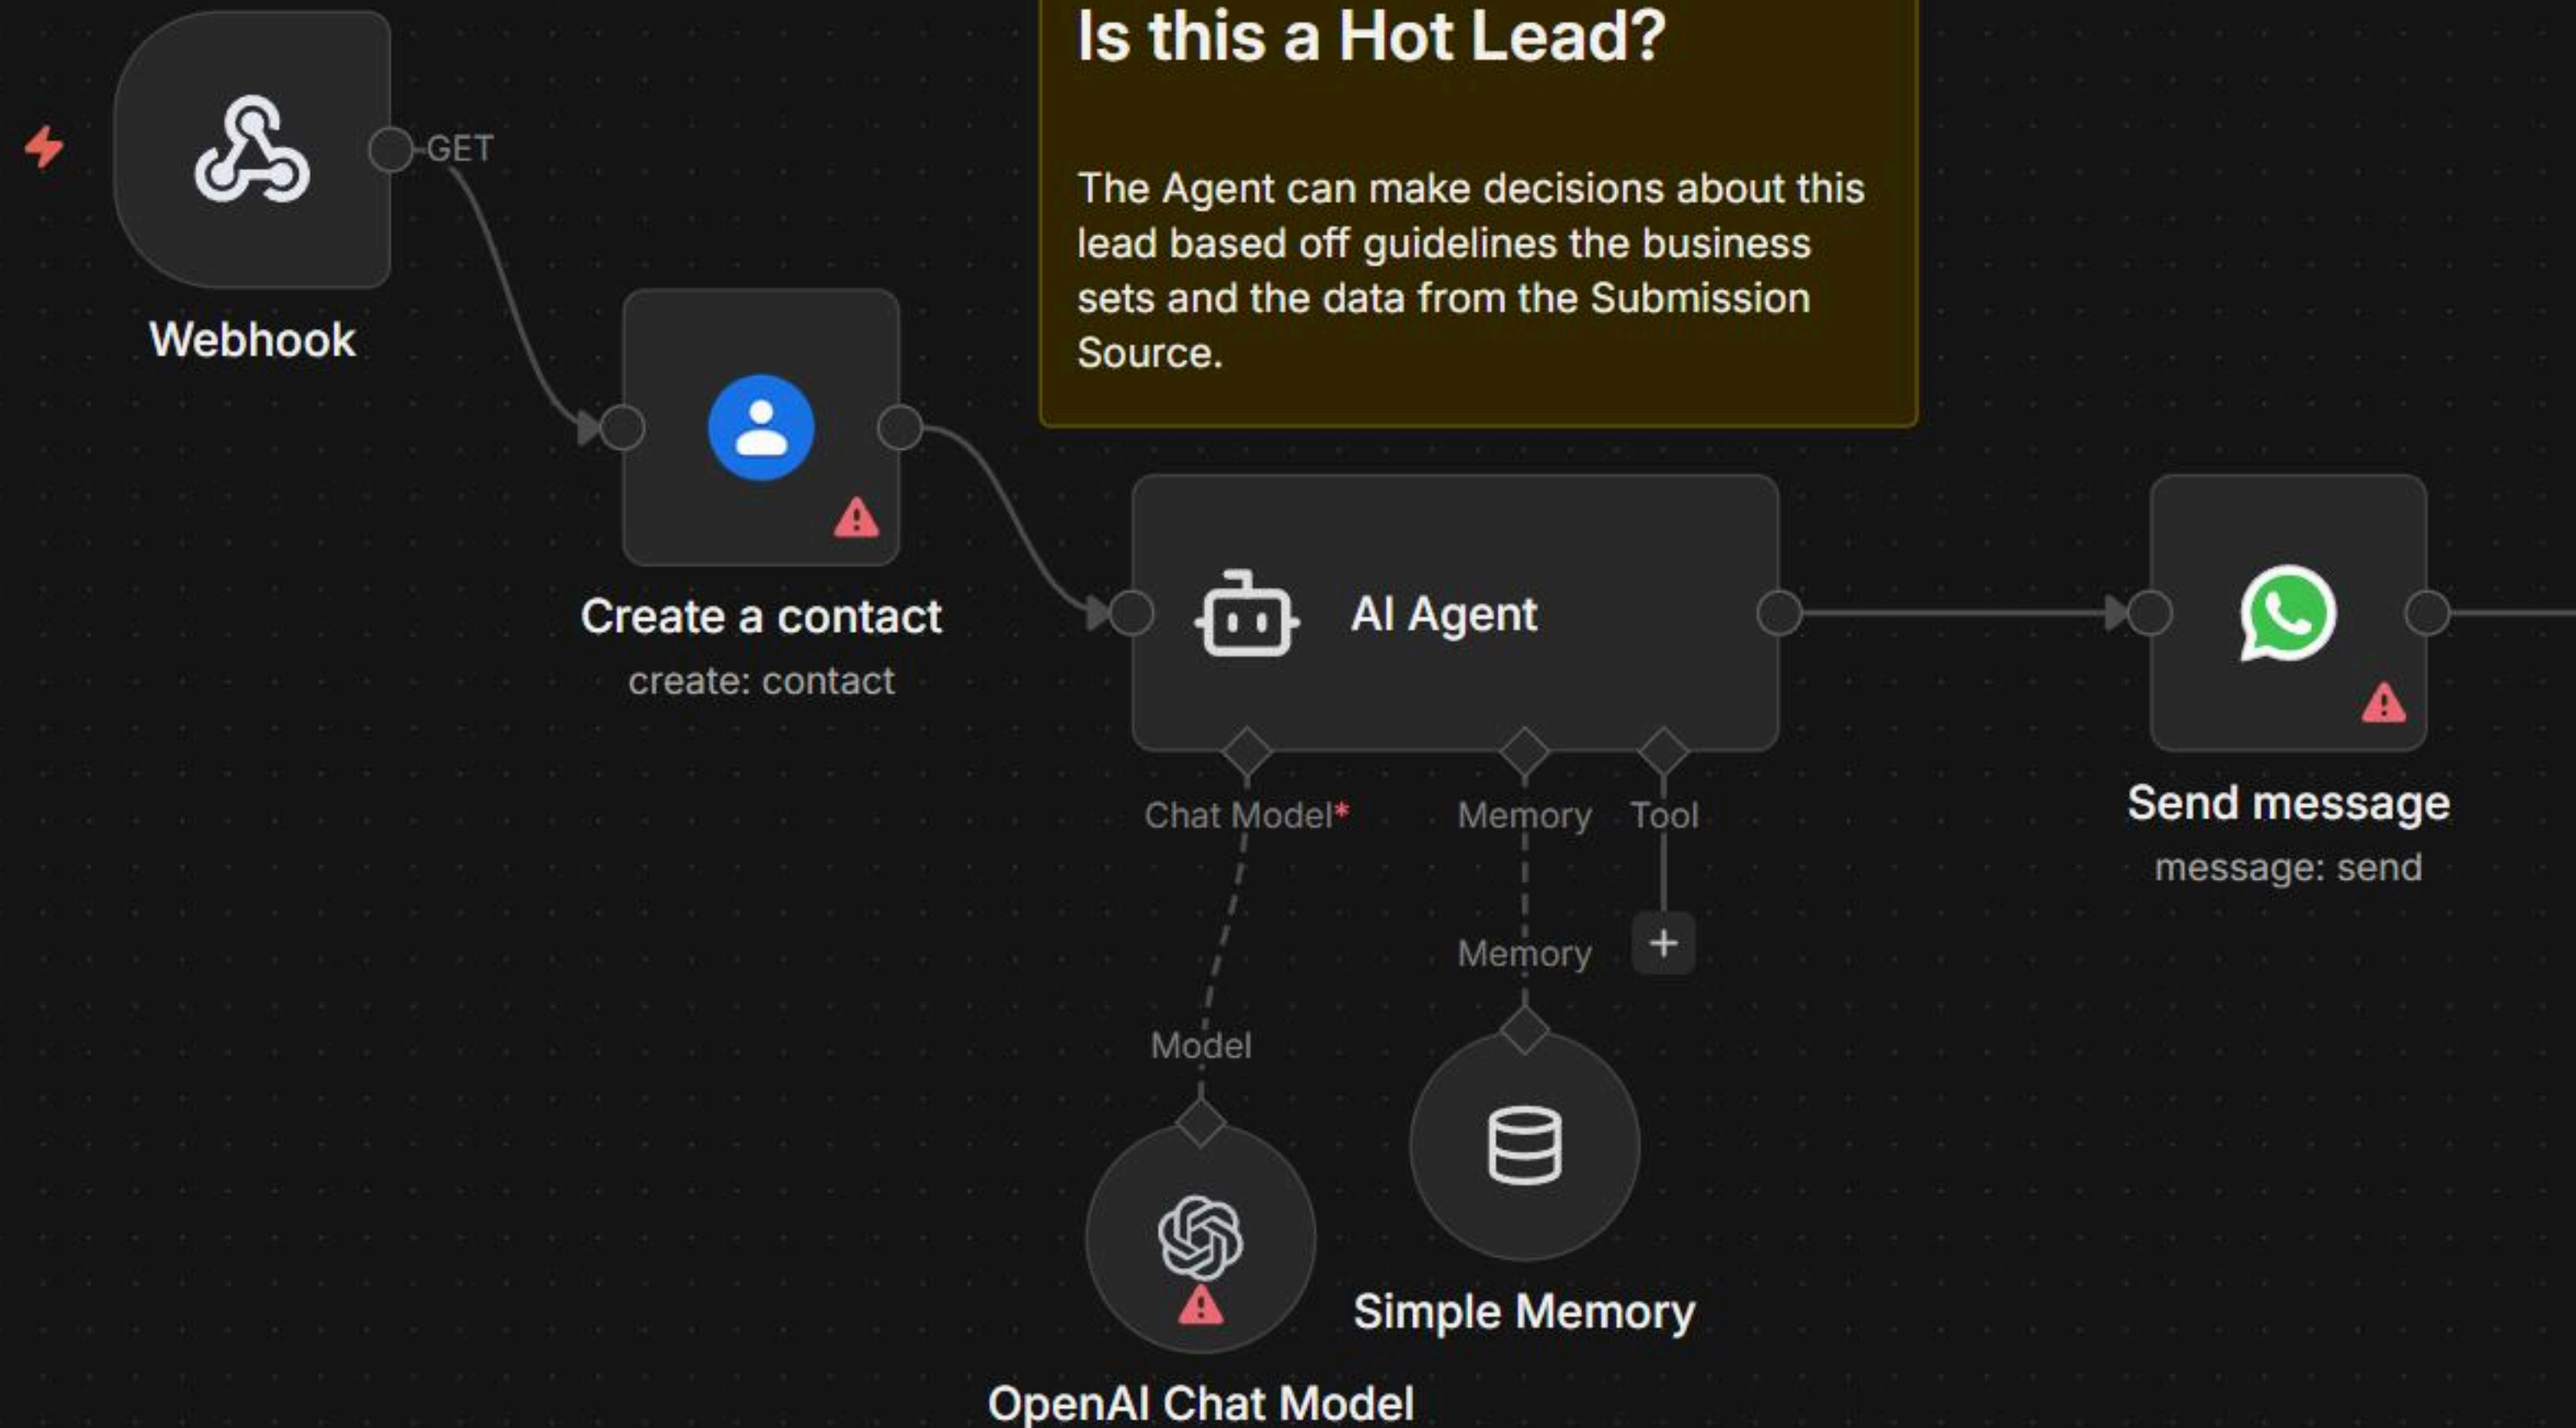 Is this a Hot Lead?
The Agent can make decisions about this
lead based off guidelines the business
sets and the data from the Submission
Source.
GET
Webhook
Create a contact
create: contact
AI Agent
Chat Model*
Memory
Tool
Send message
message: send
Memory
+
Model
Simple Memory
OpenAI Chat Model